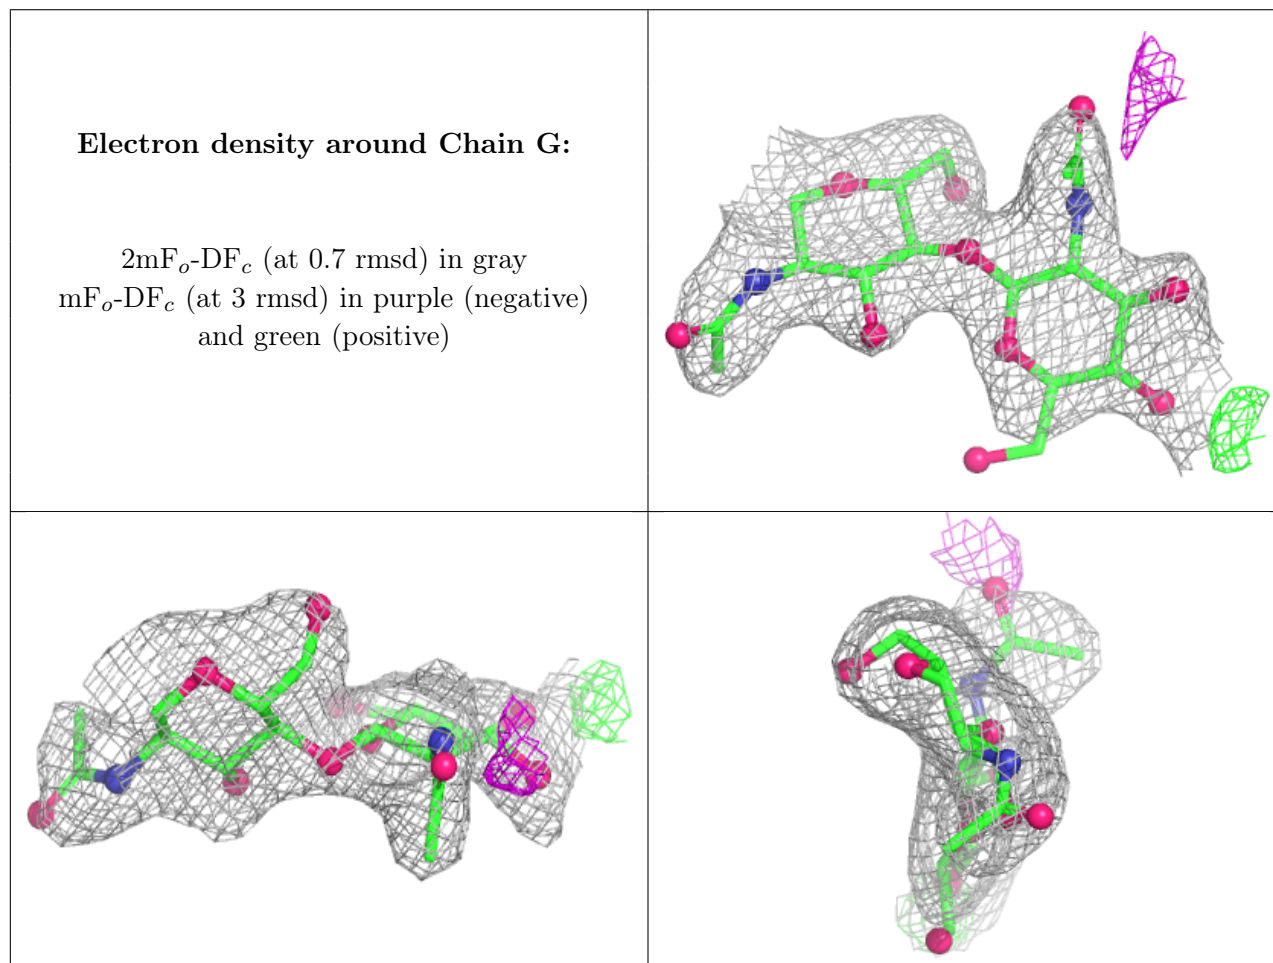 Electron density around Chain G:
2mFₒ-DF𝒸 (at 0.7 rmsd) in gray
mFₒ-DF𝒸 (at 3 rmsd) in purple (negative)
and green (positive)